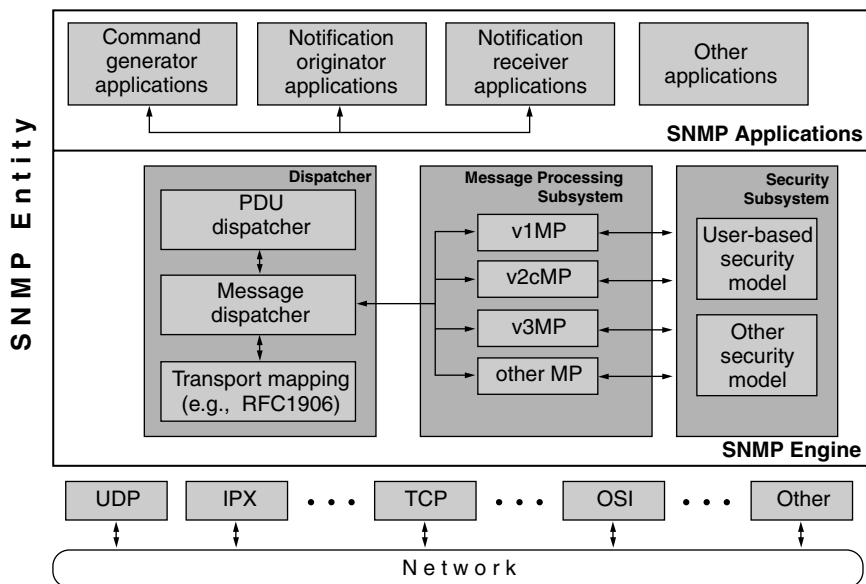 SNMP Entity
Command
generator
applications
Notification
originator
applications
Notification
receiver
applications
Other
applications
SNMP Applications
Dispatcher
PDU
dispatcher
Message
dispatcher
Transport mapping
(e.g., RFC1906)
Message Processing
Subsystem
v1MP
v2cMP
v3MP
other MP
Security
Subsystem
User-based
security
model
Other
security
model
SNMP Engine
UDP
IPX
• • •
TCP
• • •
OSI
• • •
Other
Network